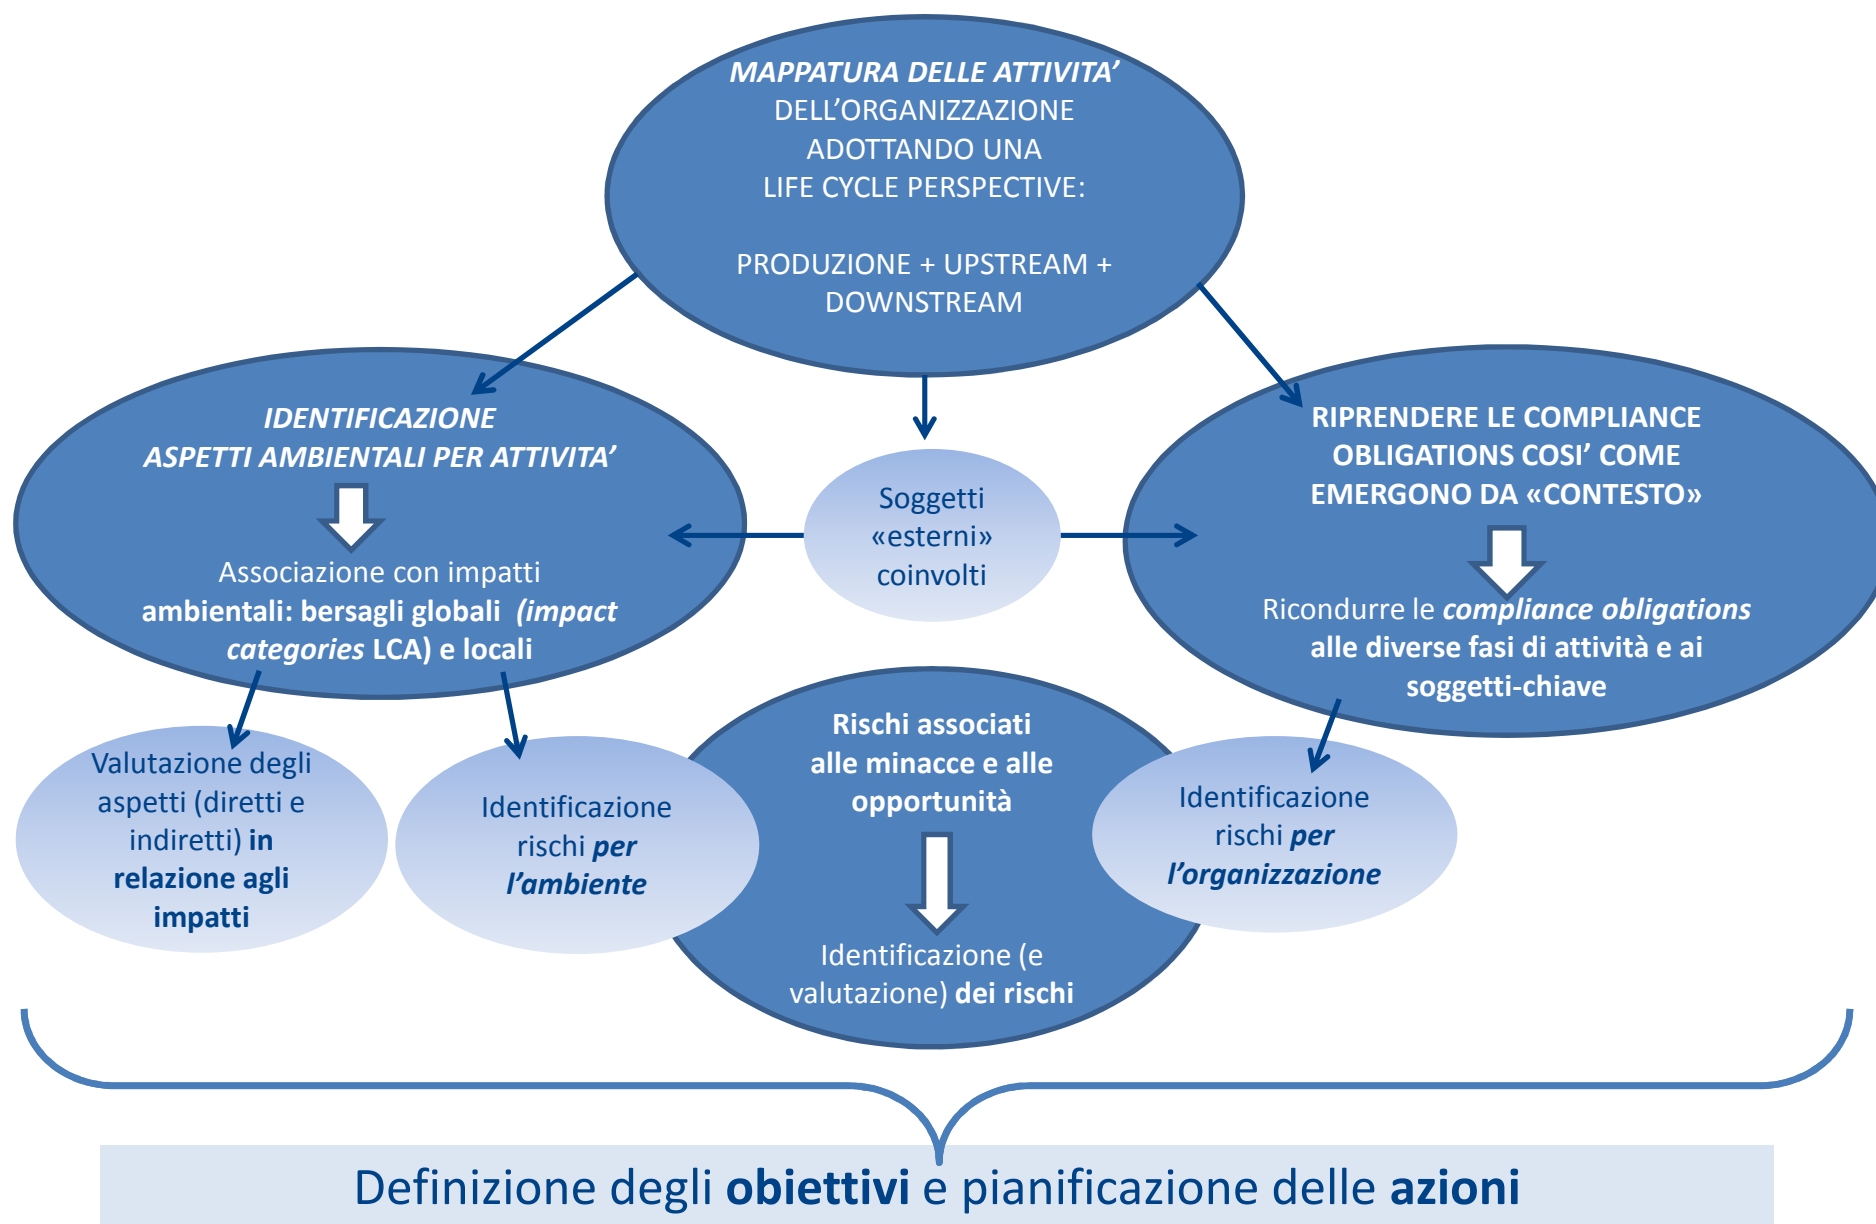 MAPPATURA DELLE ATTIVITA’
DELL’ORGANIZZAZIONE
ADOTTANDO UNA
LIFE CYCLE PERSPECTIVE:
PRODUZIONE + UPSTREAM +
DOWNSTREAM
IDENTIFICAZIONE
ASPETTI AMBIENTALI PER ATTIVITA’
Associazione con impatti
ambientali: bersagli globali (impact
categories LCA) e locali
Soggetti
«esterni»
coinvolti
RIPRENDERE LE COMPLIANCE
OBLIGATIONS COSI’ COME
EMERGONO DA «CONTESTO»
Ricondurre le compliance obligations
alle diverse fasi di attività e ai
soggetti-chiave
Valutazione degli
aspetti (diretti e
indiretti) in
relazione agli
impatti
Identificazione
rischi per
l’ambiente
Rischi associati
alle minacce e alle
opportunità
Identificazione (e
valutazione) dei rischi
Identificazione
rischi per
l’organizzazione
Definizione degli obiettivi e pianificazione delle azioni